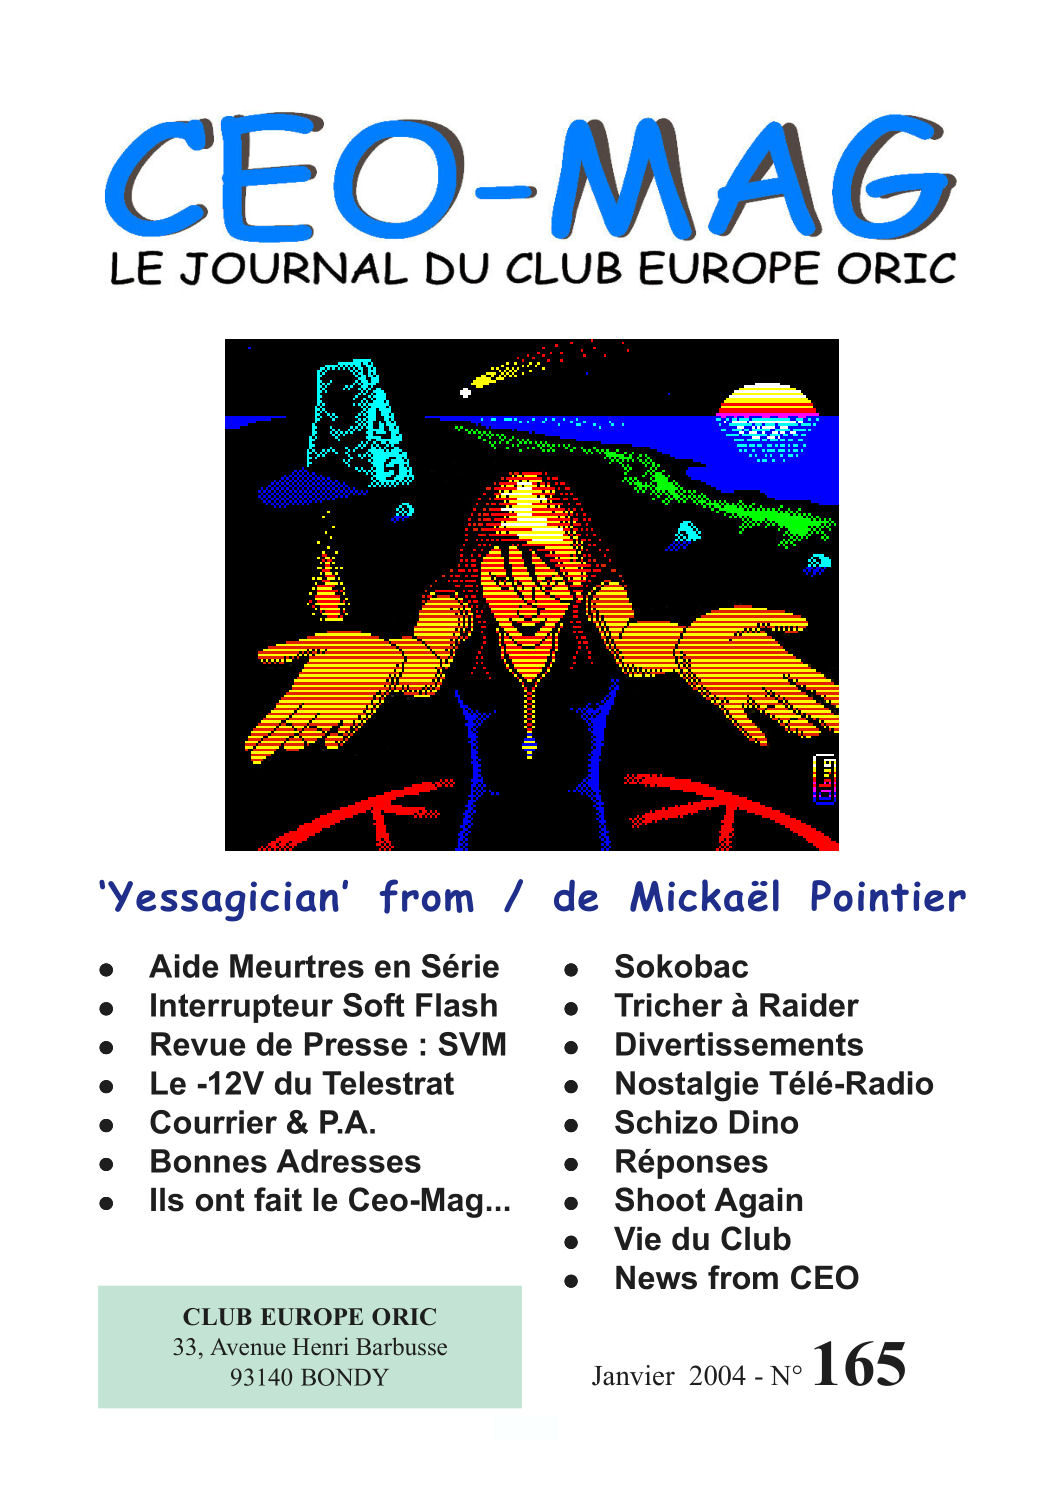 CEO-MAG
LE JOURNAL DU CLUB EUROPE ORIC
'Yessagician' from / de Mickaël Pointier
● Aide Meurtres en Série
● Interrupteur Soft Flash
● Revue de Presse : SVM
● Le -12V du Telestrat
● Courrier & P.A.
● Bonnes Adresses
● Ils ont fait le Ceo-Mag...
● Sokobac
● Tricher à Raider
● Divertissements
● Nostalgie Télé-Radio
● Schizo Dino
● Réponses
● Shoot Again
● Vie du Club
● News from CEO
CLUB EUROPE ORIC
33, Avenue Henri Barbusse
93140 BONDY
Janvier 2004 - N° 165